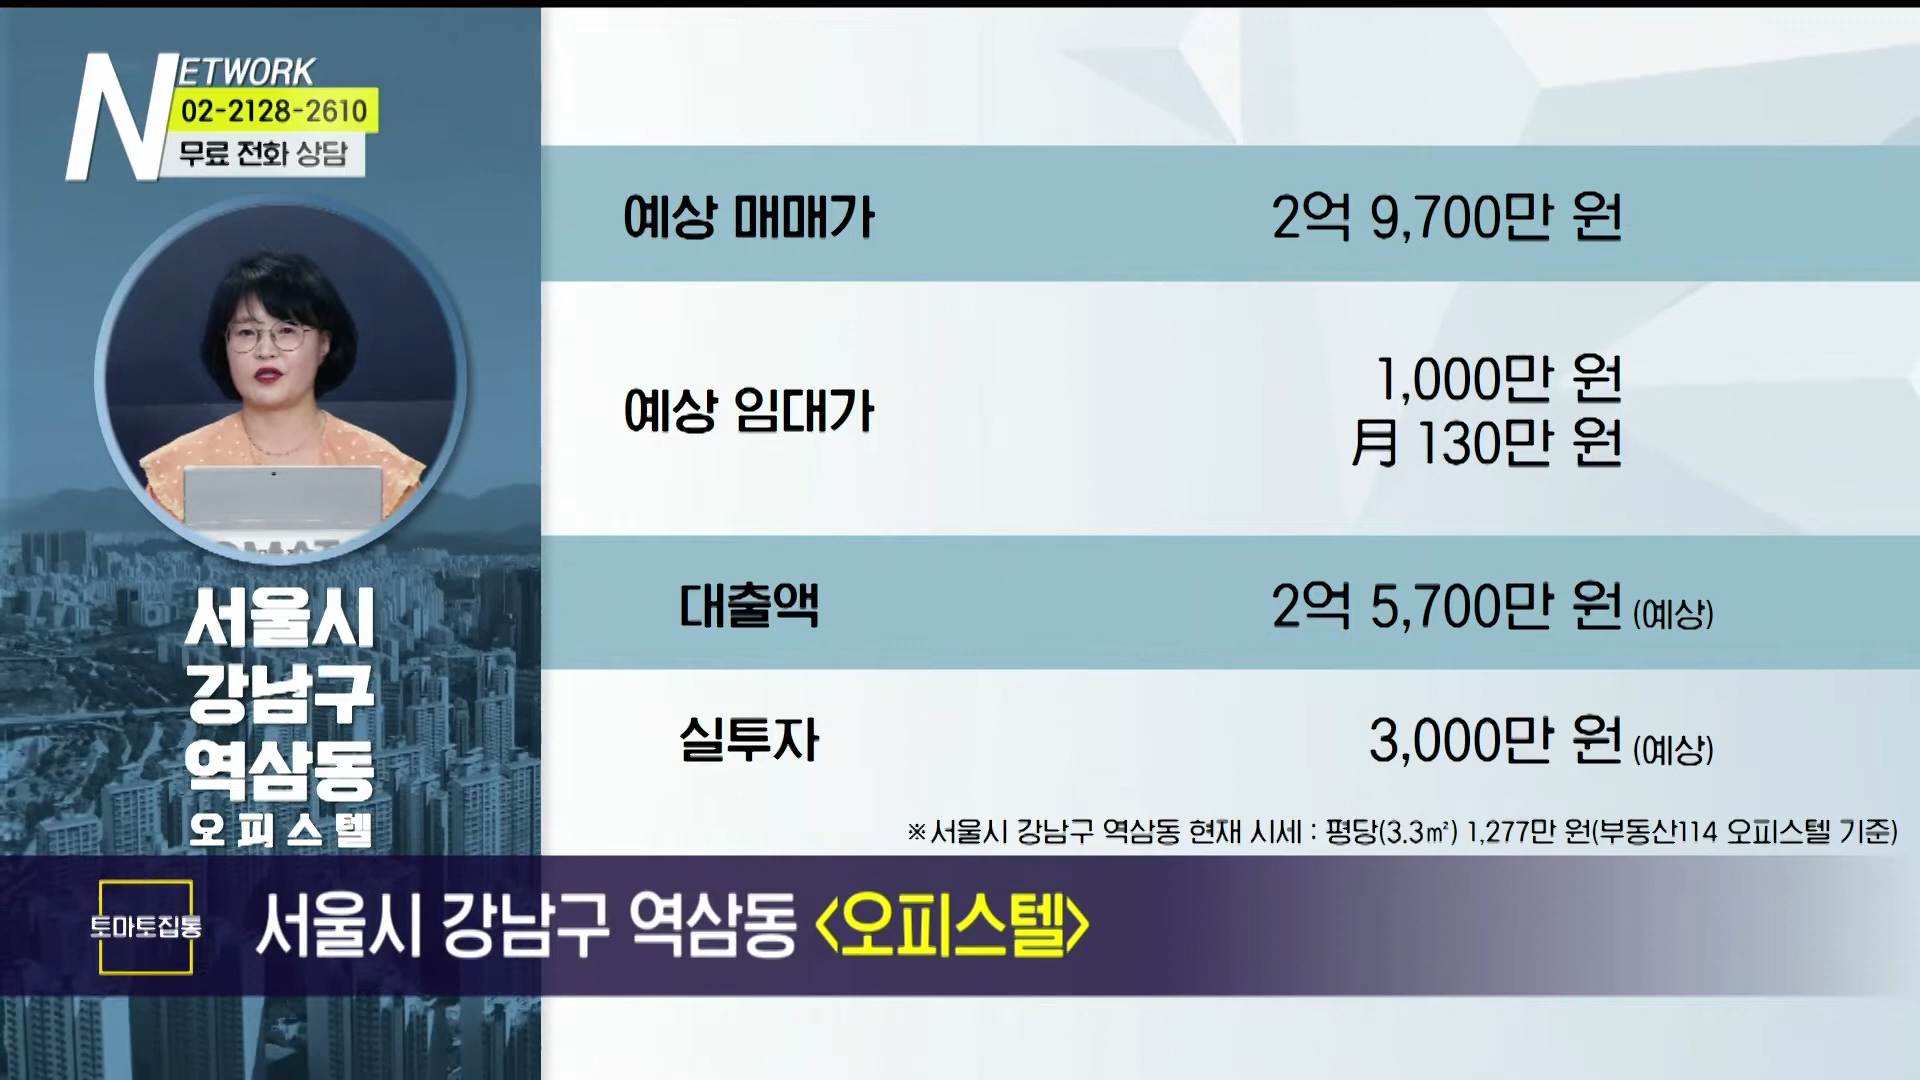 NETWORK
02-2128-2610
무료 전화 상담
서울시
강남구
역삼동
오피스텔
예상 매매가 2억 9,700만 원
예상 임대가 1,000만 원
月 130만 원
대출액 2억 5,700만 원 (예상)
실투자 3,000만 원 (예상)
※서울시 강남구 역삼동 현재 시세 : 평당(3.3㎡) 1,277만 원(부동산114 오피스텔 기준)
토마토집통
서울시 강남구 역삼동 <오피스텔>